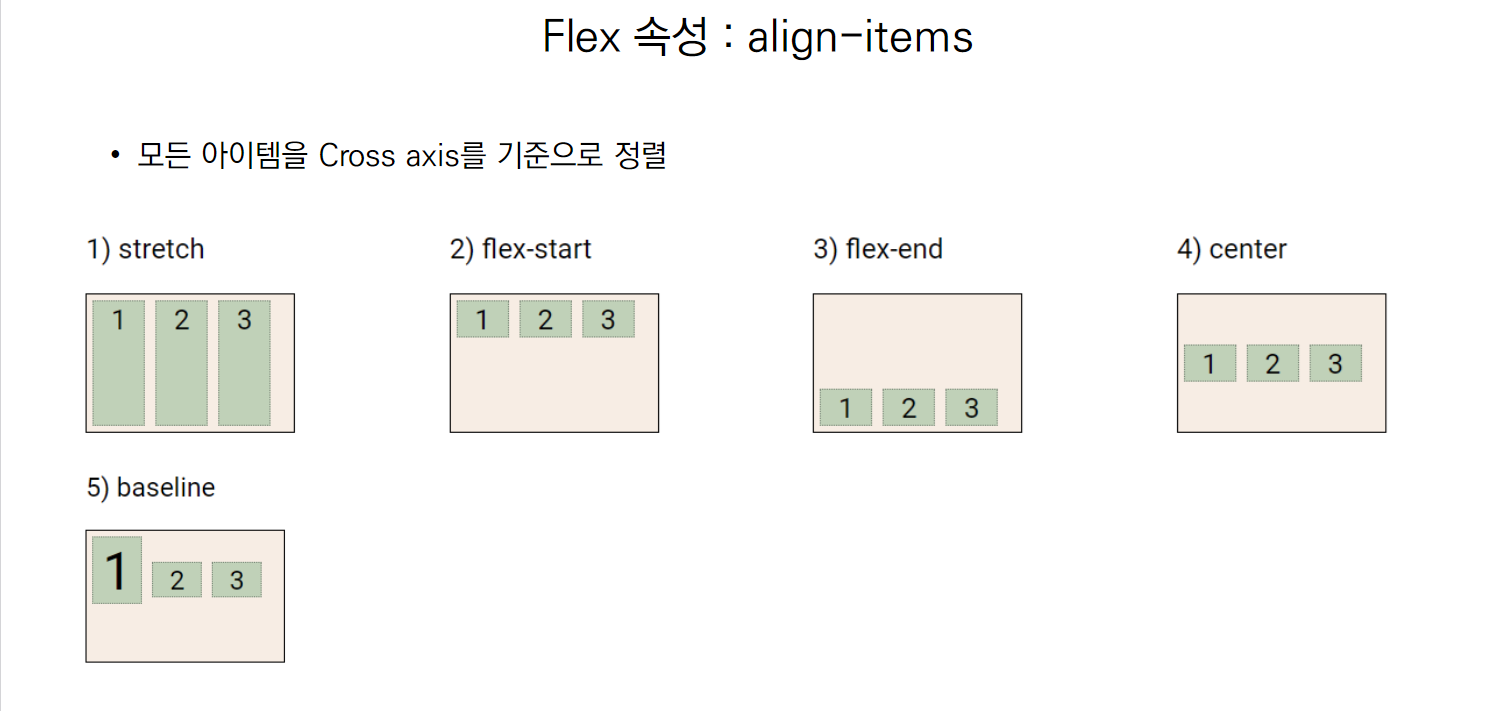 Flex 속성 : align-items
• 모든 아이템을 Cross axis를 기준으로 정렬
1) stretch
1 2 3
2) flex-start
1 2 3
3) flex-end
1 2 3
4) center
1 2 3
5) baseline
1 2 3